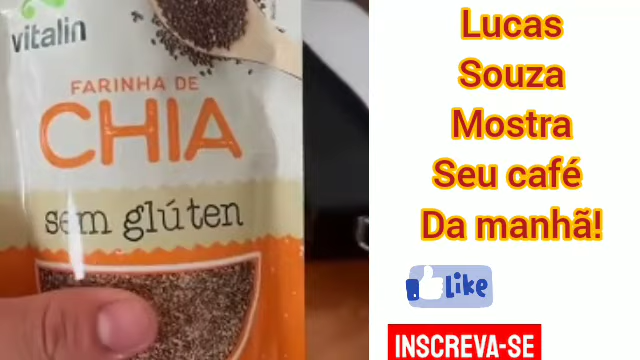 vitalin
FARINHA DE
CHIA
sem glúten
Lucas
Souza
Mostra
Seu café
Da manhã!
Like
INSCREVA-SE